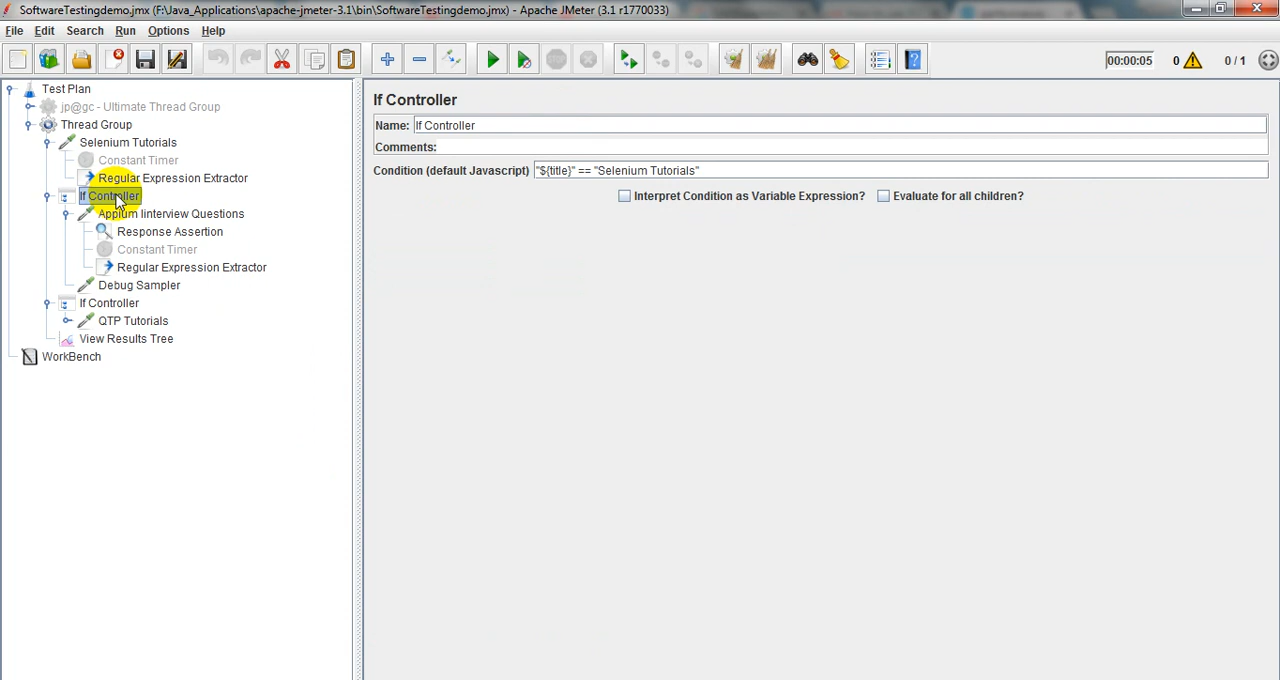 SoftwareTestingdemo.jmx (F:\Java_Applications\apache-jmeter-3.1\bin\SoftwareTestingdemo.jmx) - Apache JMeter (3.1 r1770033)
File Edit Search Run Options Help
00:00:05 0 0 / 1
Test Plan
jp@gc - Ultimate Thread Group
Thread Group
Selenium Tutorials
Constant Timer
Regular Expression Extractor
If Controller
Appium Iinterview Questions
Response Assertion
Constant Timer
Regular Expression Extractor
Debug Sampler
If Controller
QTP Tutorials
View Results Tree
WorkBench
If Controller
Name: If Controller
Comments:
Condition (default Javascript) "${title}" == "Selenium Tutorials"
Interpret Condition as Variable Expression? Evaluate for all children?